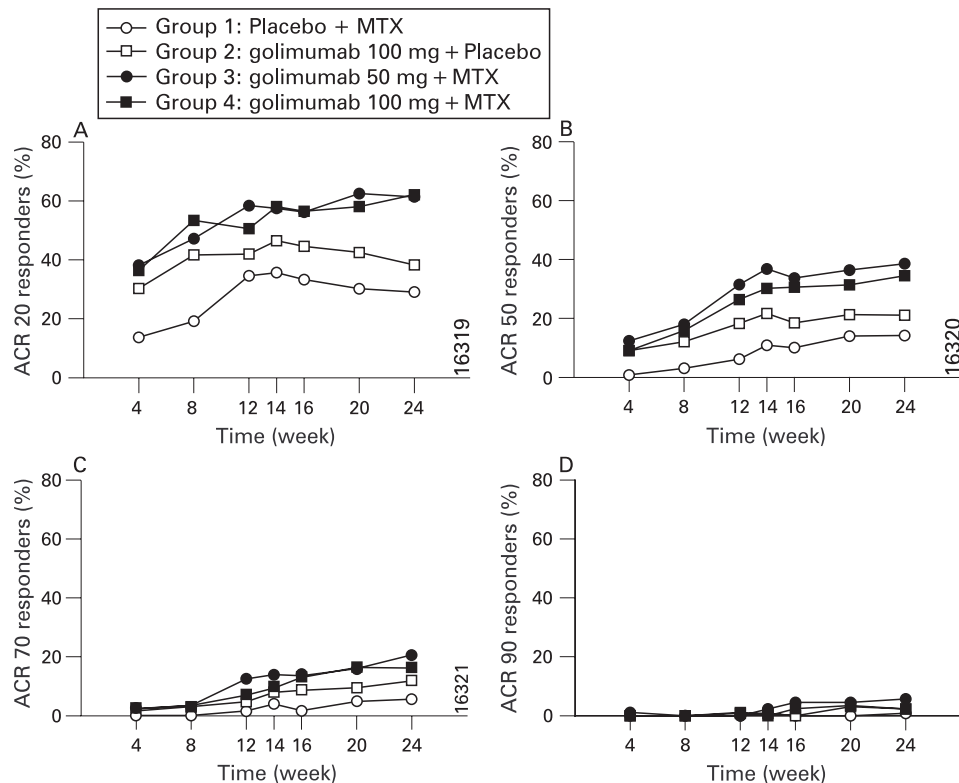 Group 1: Placebo + MTX
Group 2: golimumab 100 mg + Placebo
Group 3: golimumab 50 mg + MTX
Group 4: golimumab 100 mg + MTX
A
80
60
40
20
0
ACR 20 responders (%)
4 8 12 14 16 20 24
Time (week)
16319
B
80
60
40
20
0
ACR 50 responders (%)
4 8 12 14 16 20 24
Time (week)
16320
C
80
60
40
20
0
ACR 70 responders (%)
4 8 12 14 16 20 24
Time (week)
16321
D
80
60
40
20
0
ACR 90 responders (%)
4 8 12 14 16 20 24
Time (week)